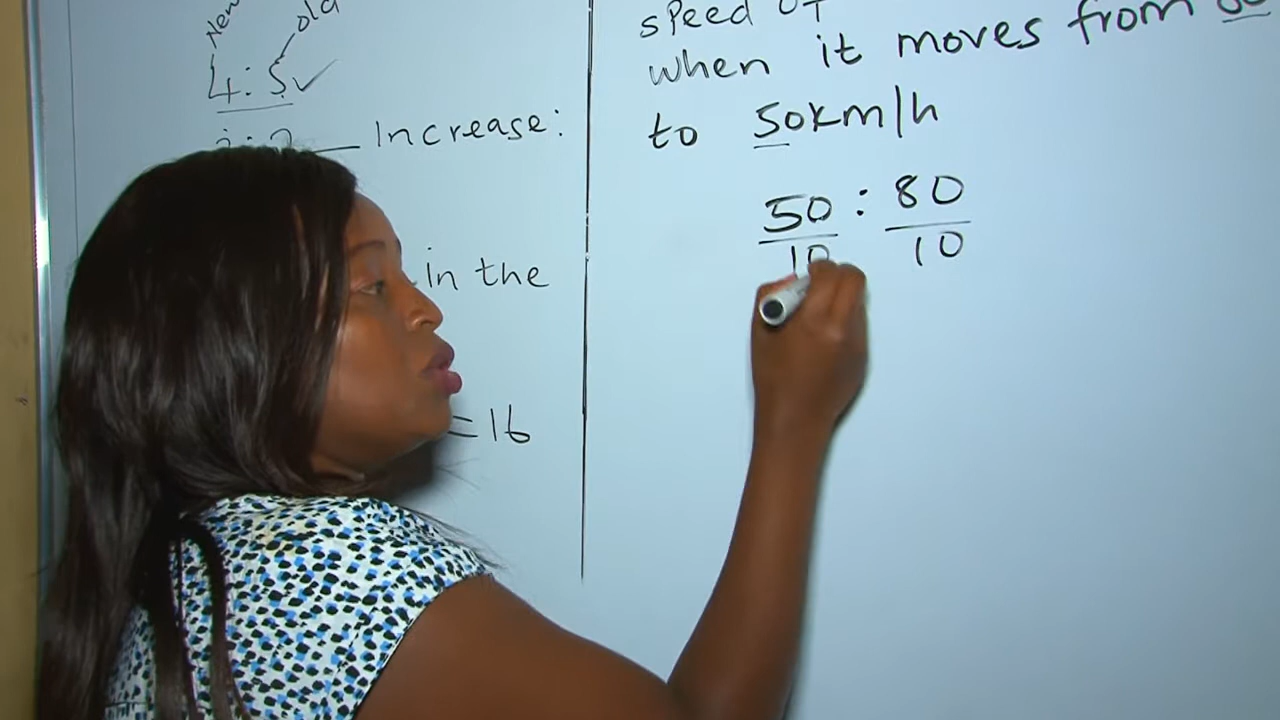 New
old
4:5✓
Increase:
in the
=16
speed of
when it moves from
to 50km/h
50 : 80
10 10